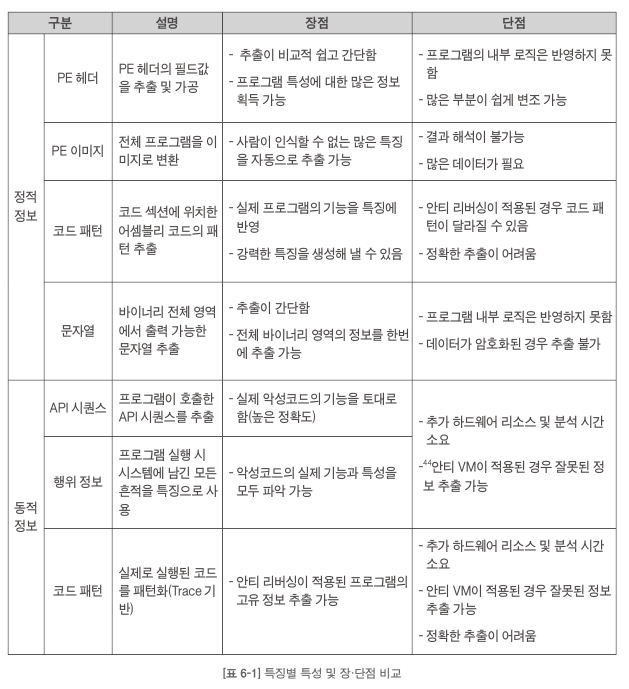 구분 설명 장점 단점
정적
정보
PE 헤더
PE 헤더의 필드값
을 추출 및 가공
- 추출이 비교적 쉽고 간단함
- 프로그램 특성에 대한 많은 정보
획득 가능
- 프로그램의 내부 로직은 반영하지 못
함
- 많은 부분이 쉽게 변조 가능
PE 이미지
전체 프로그램을 이
미지로 변환
- 사람이 인식할 수 없는 많은 특징
을 자동으로 추출 가능
- 결과 해석이 불가능
- 많은 데이터가 필요
코드 패턴
코드 섹션에 위치한
어셈블리 코드의 패
턴 추출
- 실제 프로그램의 기능을 특징에
반영
- 강력한 특징을 생성해 낼 수 있음
- 안티 리버싱이 적용된 경우 코드 패
턴이 달라질 수 있음
- 정확한 추출이 어려움
문자열
바이너리 전체 영역
에서 출력 가능한
문자열 추출
- 추출이 간단함
- 전체 바이너리 영역의 정보를 한번
에 추출 가능
- 프로그램 내부 로직은 반영하지 못함
- 데이터가 암호화된 경우 추출 불가
동적
정보
API 시퀀스
프로그램이 호출한
API 시퀀스를 추출
- 실제 악성코드의 기능을 토대로
함(높은 정확도)
- 추가 하드웨어 리소스 및 분석 시간
소요
-44안티 VM이 적용된 경우 잘못된 정
보 추출 가능
행위 정보
프로그램 실행 시
시스템에 남긴 모든
흔적을 특징으로 사
용
- 악성코드의 실제 기능과 특성을
모두 파악 가능
코드 패턴
실제로 실행된 코드
를 패턴화(Trace 기
반)
- 안티 리버싱이 적용된 프로그램의
고유 정보 추출 가능
- 추가 하드웨어 리소스 및 분석 시간
소요
- 안티 VM이 적용된 경우 잘못된 정보
추출 가능
- 정확한 추출이 어려움
[표 6-1] 특징별 특성 및 장·단점 비교